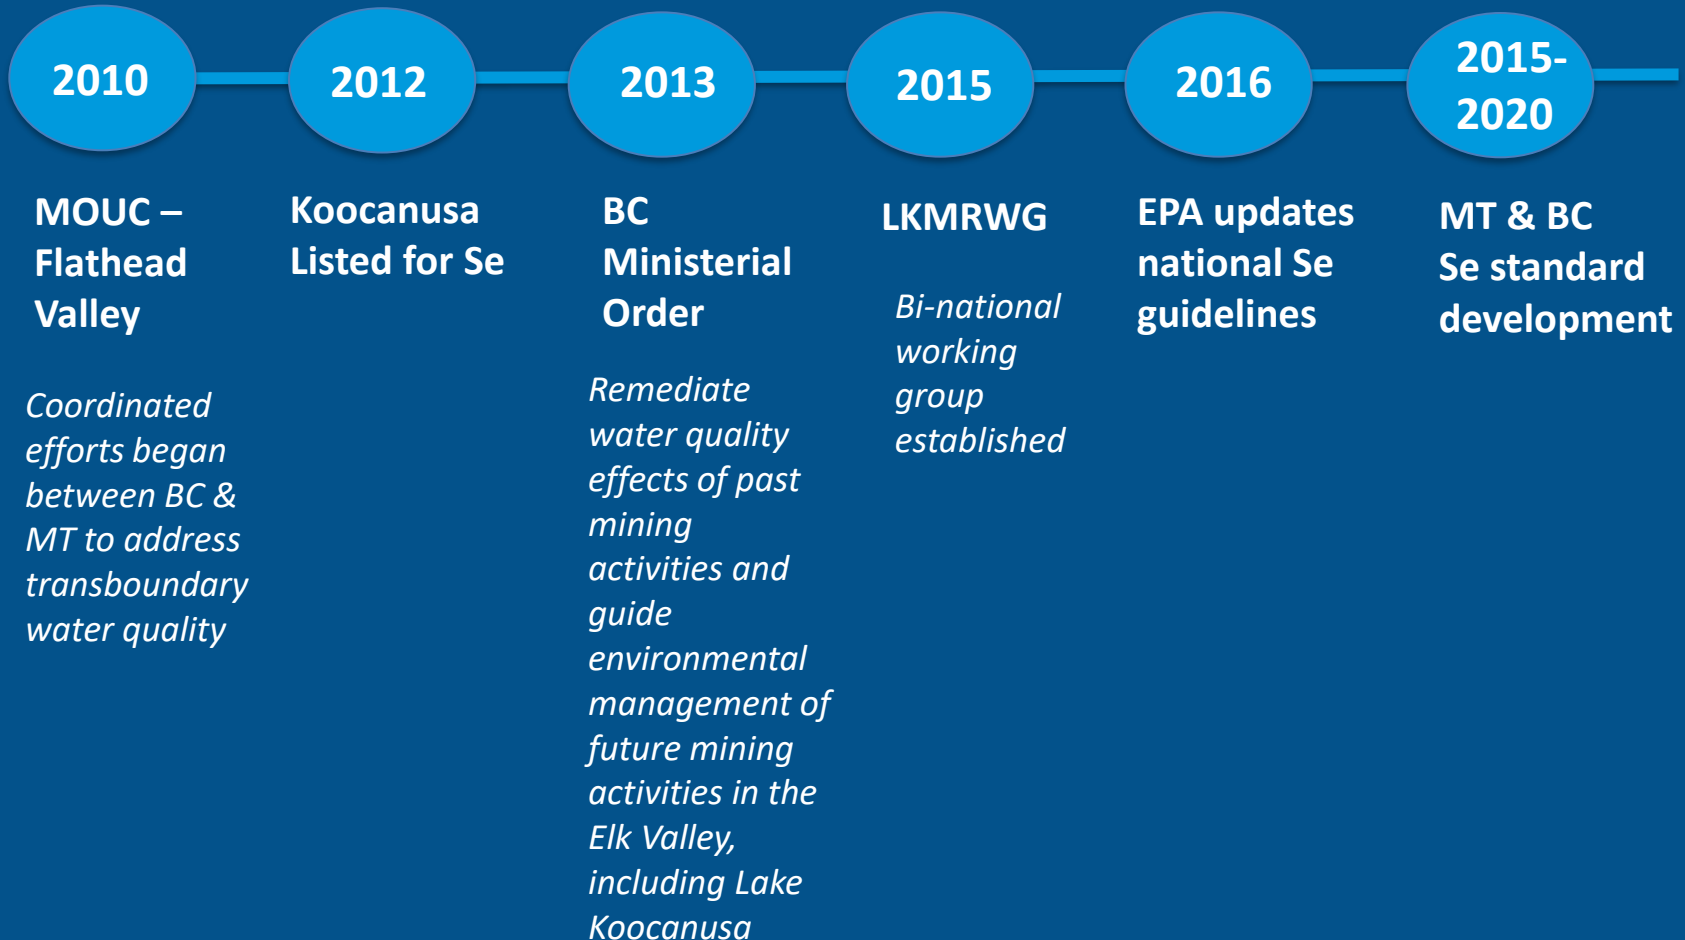 2010
2012
2013
2015
2016
2015-
2020
MOUC –
Flathead
Valley
Coordinated
efforts began
between BC &
MT to address
transboundary
water quality
Koocanusa
Listed for Se
BC
Ministerial
Order
Remediate
water quality
effects of past
mining
activities and
guide
environmental
management of
future mining
activities in the
Elk Valley,
including Lake
Koocanusa
LKMRWG
Bi-national
working
group
established
EPA updates
national Se
guidelines
MT & BC
Se standard
development